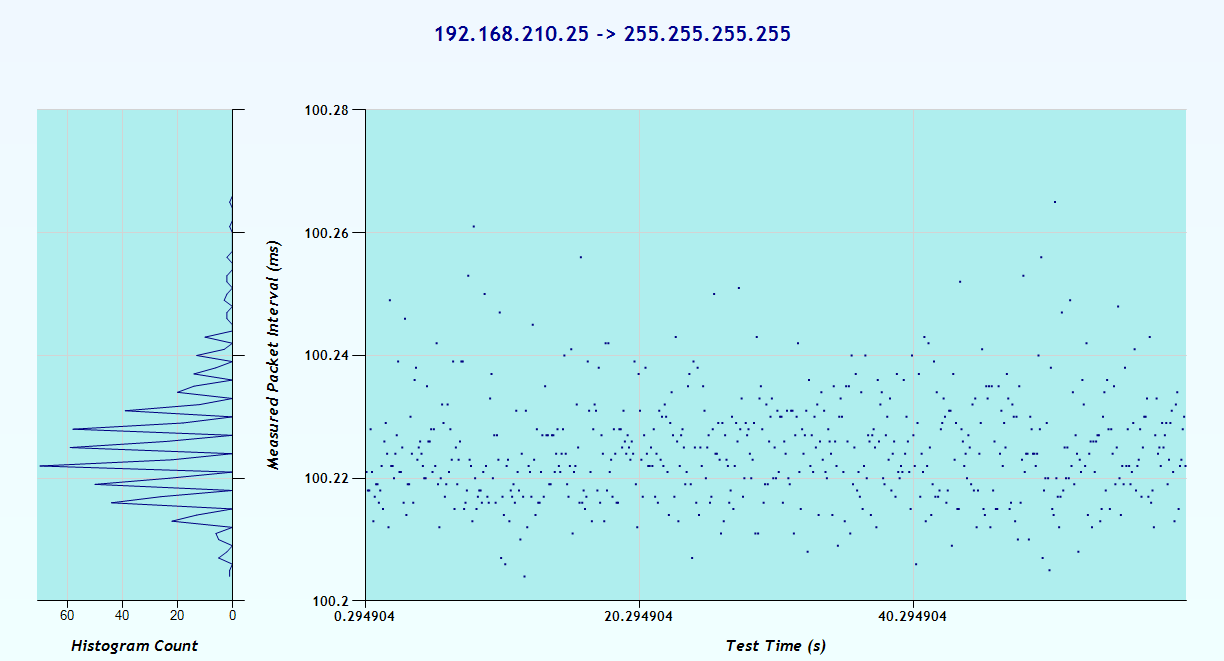 192.168.210.25 -> 255.255.255.255
100.28
100.26
100.24
100.22
100.2
Measured Packet Interval (ms)
60 40 20 0
0.294904 20.294904 40.294904
Histogram Count
Test Time (s)